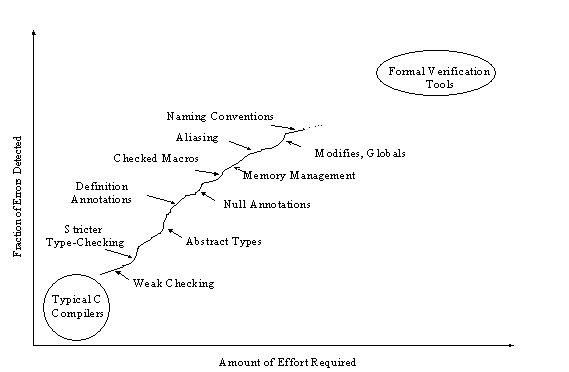 Formal Verification
Tools
Naming Conventions
Aliasing
Modifies, Globals
Checked Macros
Memory Management
Definition
Annotations
Null Annotations
Stricter
Type-Checking
Abstract Types
Weak Checking
Typical C
Compilers
Fraction of Errors Detected
Amount of Effort Required